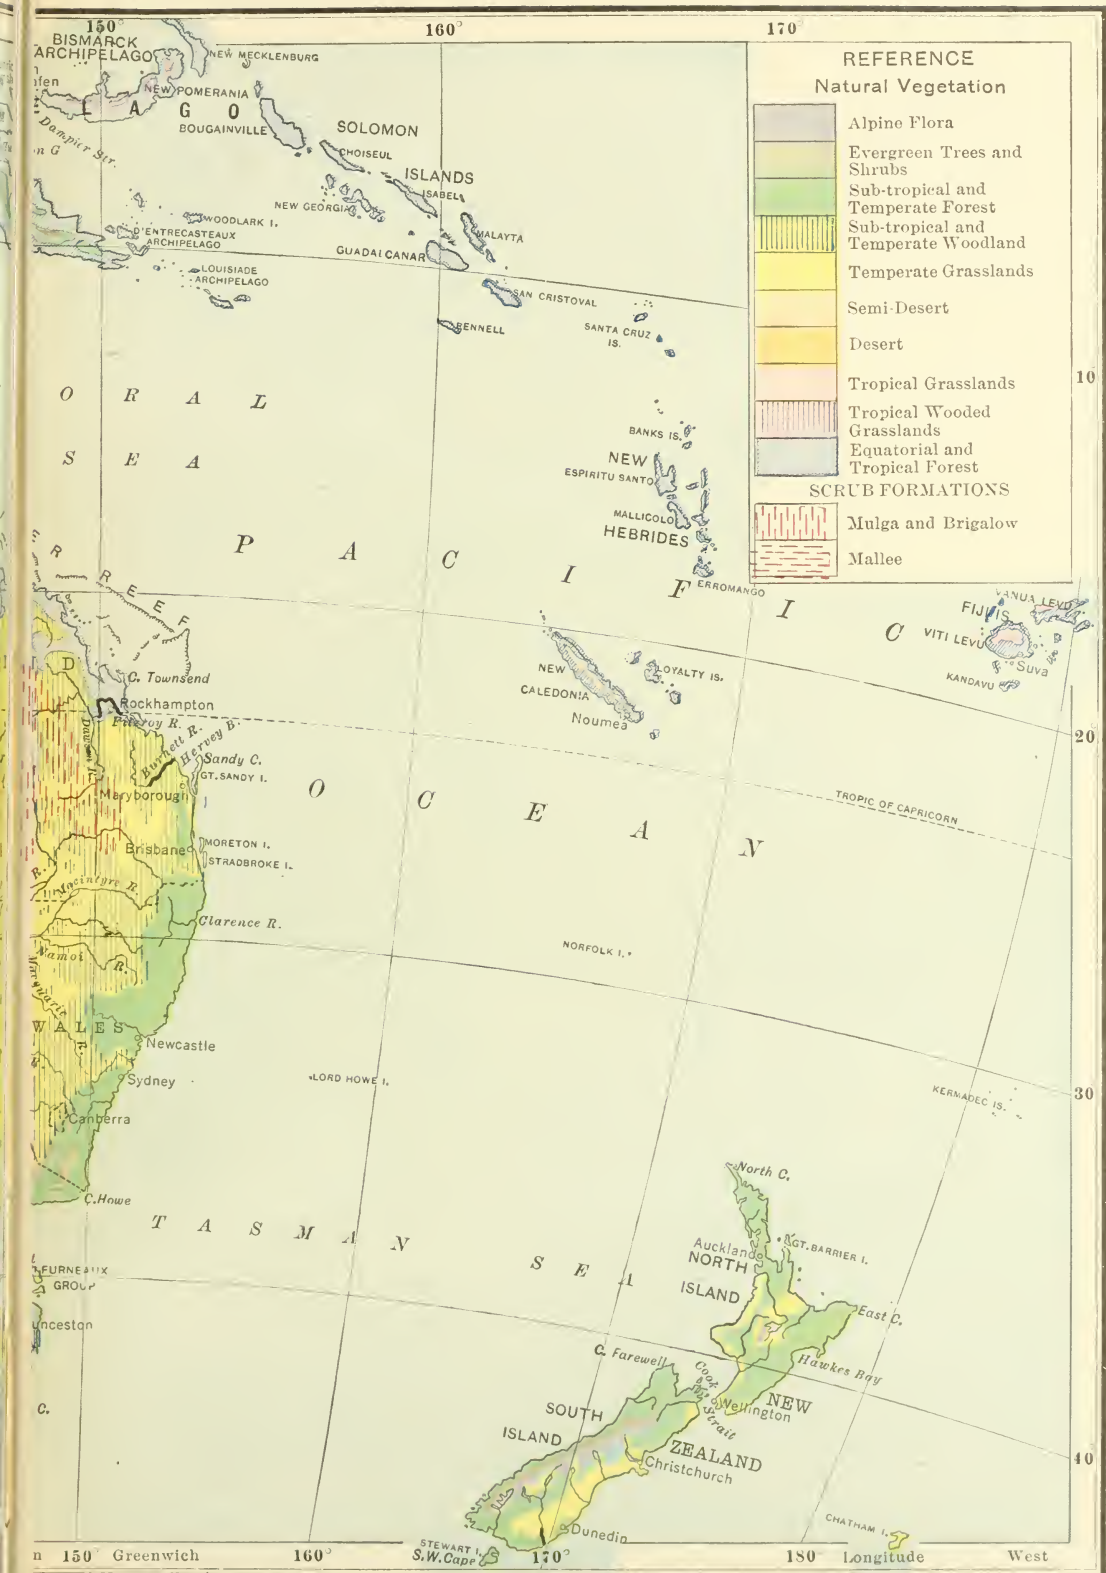 150°
160°
170°
BISMARCK
ARCHIPELAGO
NEW MECKLENBURG
NEW POMERANIA
L A G O
BOUGAINVILLE
Dampier Str.
SOLOMON
CHOISEUL
ISLANDS
ISABEL
NEW GEORGIA
WOODLARK I.
D'ENTRECASTEAUX
ARCHIPELAGO
MALAYTA
GUADALCANAR
LOUISIADE
ARCHIPELAGO
SAN CRISTOVAL
RENNELL
SANTA CRUZ
IS.
REFERENCE
Natural Vegetation
Alpine Flora
Evergreen Trees and
Shrubs
Sub-tropical and
Temperate Forest
Sub-tropical and
Temperate Woodland
Temperate Grasslands
Semi-Desert
Desert
Tropical Grasslands
Tropical Wooded
Grasslands
Equatorial and
Tropical Forest
SCRUB FORMATIONS
Mulga and Brigalow
Mallee
10
O R A L
S E A
BANKS IS.
NEW
ESPIRITU SANTO
MALLICOLO
HEBRIDES
ERROMANGO
P A C I F I C
R REEF
VANUA LEVU
FIJI IS.
VITI LEVU
Suva
KANDAVU
NEW
CALEDONIA
LOYALTY IS.
Noumea
D
C. Townsend
Rockhampton
Fitzroy R.
Dawson R.
Burnett R.
Hervey B.
Sandy C.
GT. SANDY I.
Maryborough
20
O C E A N
TROPIC OF CAPRICORN
Brisbane
MORETON I.
STRADBROKE I.
R.
Macintyre R.
Clarence R.
Namoi R.
Macquarie R.
NORFOLK I.
WALES
Newcastle
Sydney
LORD HOWE I.
KERMADEC IS.
30
Canberra
C. Howe
North C.
T A S M A N S E A
Auckland
GT. BARRIER I.
NORTH
ISLAND
East C.
FURNEAUX
GROUP
unceston
C. Farewell
Cook Strait
Hawkes Bay
Wellington
NEW
ZEALAND
SOUTH
ISLAND
Christchurch
40
C.
CHATHAM I.
Dunedin
STEWART I.
S.W. Cape
150° Greenwich
160°
170°
180 Longitude West